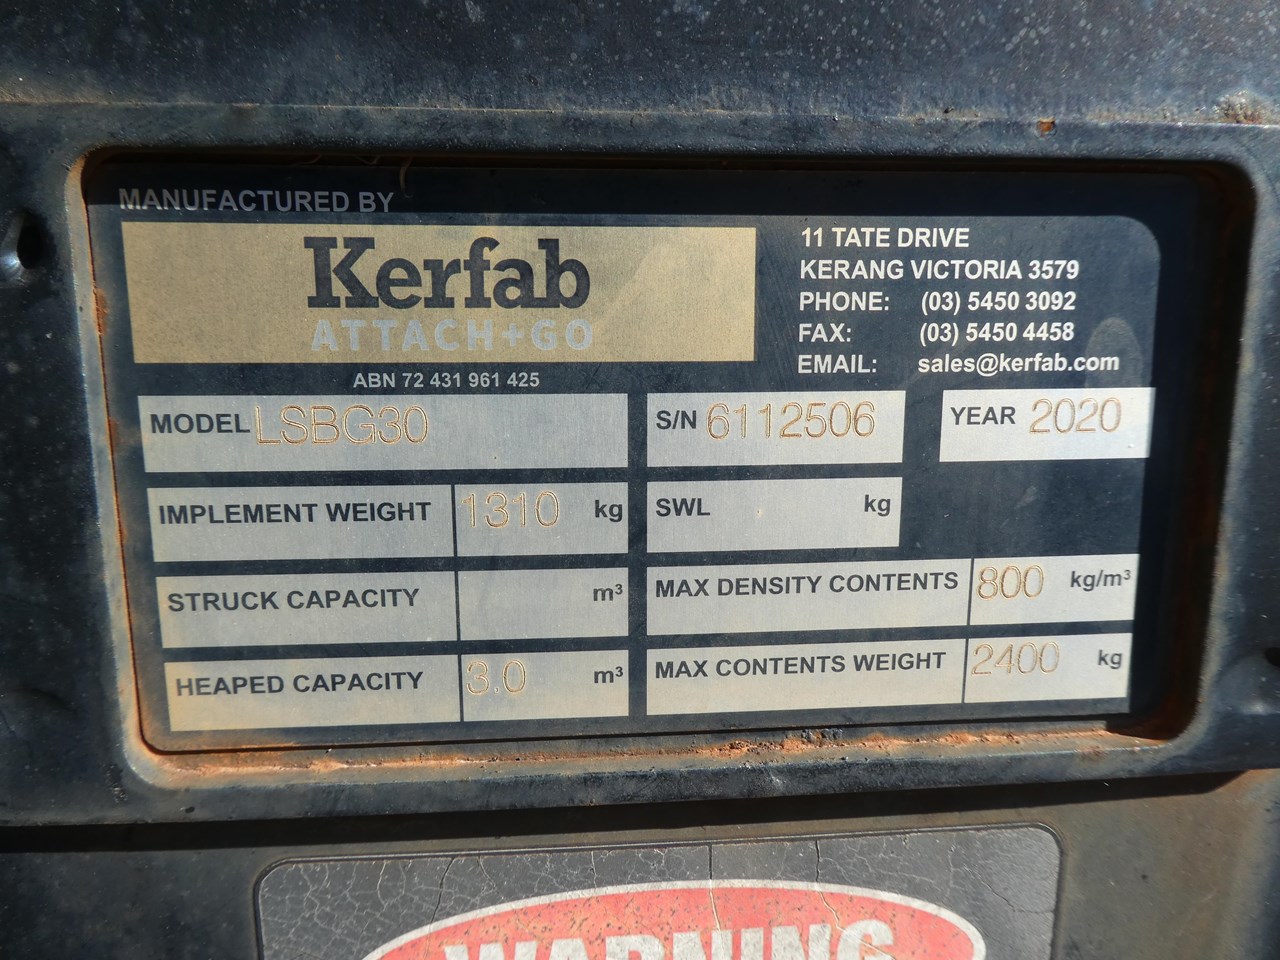 MANUFACTURED BY
Kerfab
ATTACH+GO
ABN 72 431 961 425
11 TATE DRIVE
KERANG VICTORIA 3579
PHONE: (03) 5450 3092
FAX: (03) 5450 4458
EMAIL: sales@kerfab.com
MODEL LSBG30 S/N 6112506 YEAR 2020
IMPLEMENT WEIGHT 1310 kg SWL kg
STRUCK CAPACITY m³ MAX DENSITY CONTENTS 800 kg/m³
HEAPED CAPACITY 3.0 m³ MAX CONTENTS WEIGHT 2400 kg
WARNING